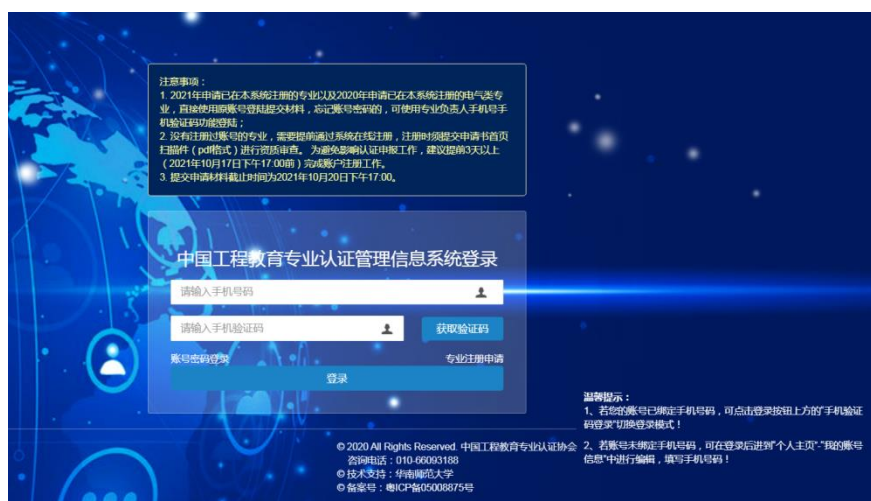 注意事项：
1. 2021年申请已在本系统注册的专业以及2020年申请已在本系统注册的电气类专
业，直接使用原账号登陆提交材料，忘记账号密码的，可使用专业负责人手机号手
机验证码功能登陆；
2. 没有注册过账号的专业，需要提前通过系统在线注册，注册时须提交申请书首页
扫描件（pdf格式）进行资质审查。 为避免影响认证申报工作，建议提前3天以上
（2021年10月17日下午17:00前）完成账户注册工作。
3. 提交申请材料截止时间为2021年10月20日下午17:00。
中国工程教育专业认证管理信息系统登录
请输入手机号码
请输入手机验证码
获取验证码
账号密码登录
专业注册申请
登录
温馨提示：
1、若您的账号已绑定手机号码，可点击登录按钮上方的“手机验证
码登录”切换登录模式！
2、若账号未绑定手机号码，可在登录后进到“个人主页”-“我的账号
信息”中进行编辑，填写手机号码！
© 2020 All Rights Reserved. 中国工程教育专业认证协会
咨询电话：010-66093188
© 技术支持：华南师范大学
© 备案号：粤ICP备05008875号